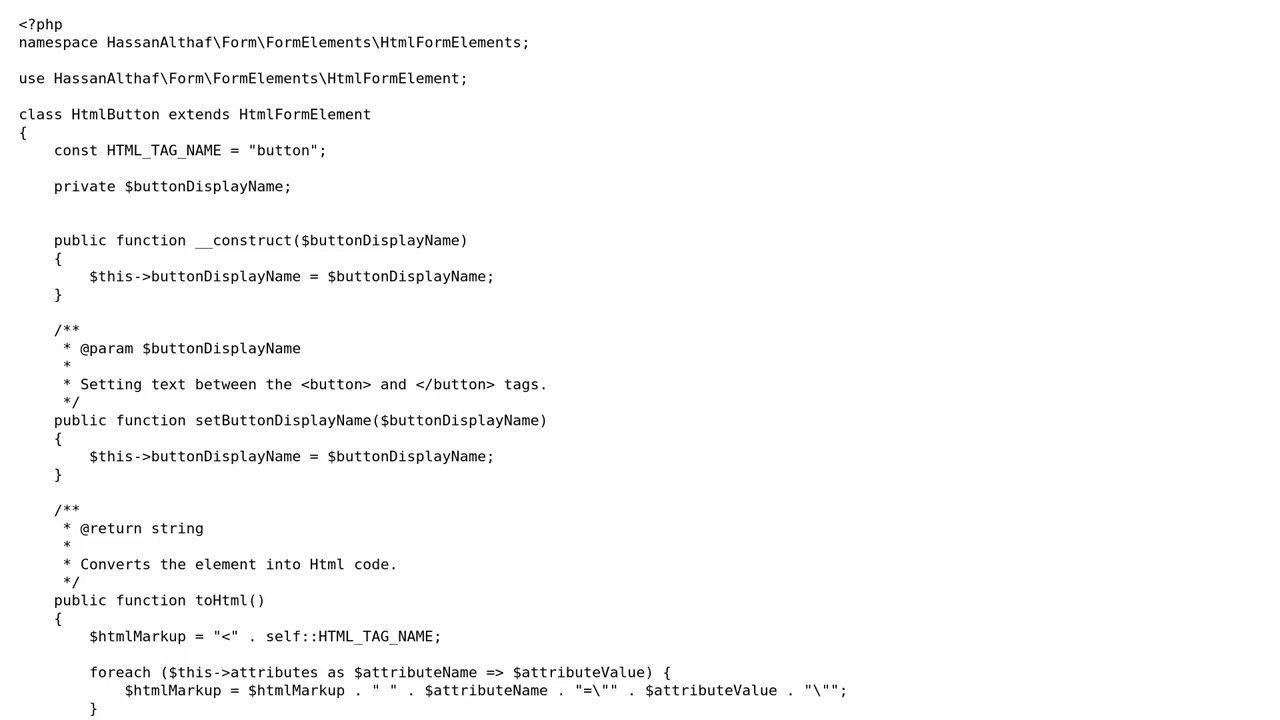 <?php
namespace HassanAlthaf\Form\FormElements\HtmlFormElements;

use HassanAlthaf\Form\FormElements\HtmlFormElement;

class HtmlButton extends HtmlFormElement
{
    const HTML_TAG_NAME = "button";

    private $buttonDisplayName;


    public function __construct($buttonDisplayName)
    {
        $this->buttonDisplayName = $buttonDisplayName;
    }

    /**
     * @param $buttonDisplayName
     *
     * Setting text between the <button> and </button> tags.
     */
    public function setButtonDisplayName($buttonDisplayName)
    {
        $this->buttonDisplayName = $buttonDisplayName;
    }

    /**
     * @return string
     *
     * Converts the element into Html code.
     */
    public function toHtml()
    {
        $htmlMarkup = "<" . self::HTML_TAG_NAME;

        foreach ($this->attributes as $attributeName => $attributeValue) {
            $htmlMarkup = $htmlMarkup . " " . $attributeName . "=\"" . $attributeValue . "\"";
        }